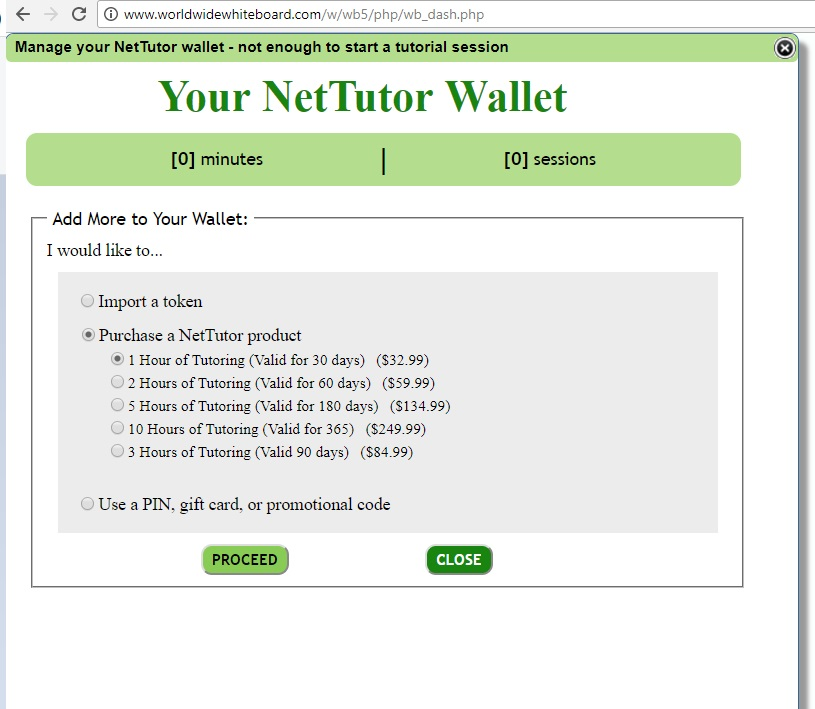 www.worldwidewhiteboard.com/w/wb5/php/wb_dash.php
Manage your NetTutor wallet - not enough to start a tutorial session
Your NetTutor Wallet
[0] minutes | [0] sessions
Add More to Your Wallet:
I would like to...
Import a token
Purchase a NetTutor product
1 Hour of Tutoring (Valid for 30 days) ($32.99)
2 Hours of Tutoring (Valid for 60 days) ($59.99)
5 Hours of Tutoring (Valid for 180 days) ($134.99)
10 Hours of Tutoring (Valid for 365) ($249.99)
3 Hours of Tutoring (Valid 90 days) ($84.99)
Use a PIN, gift card, or promotional code
PROCEED CLOSE